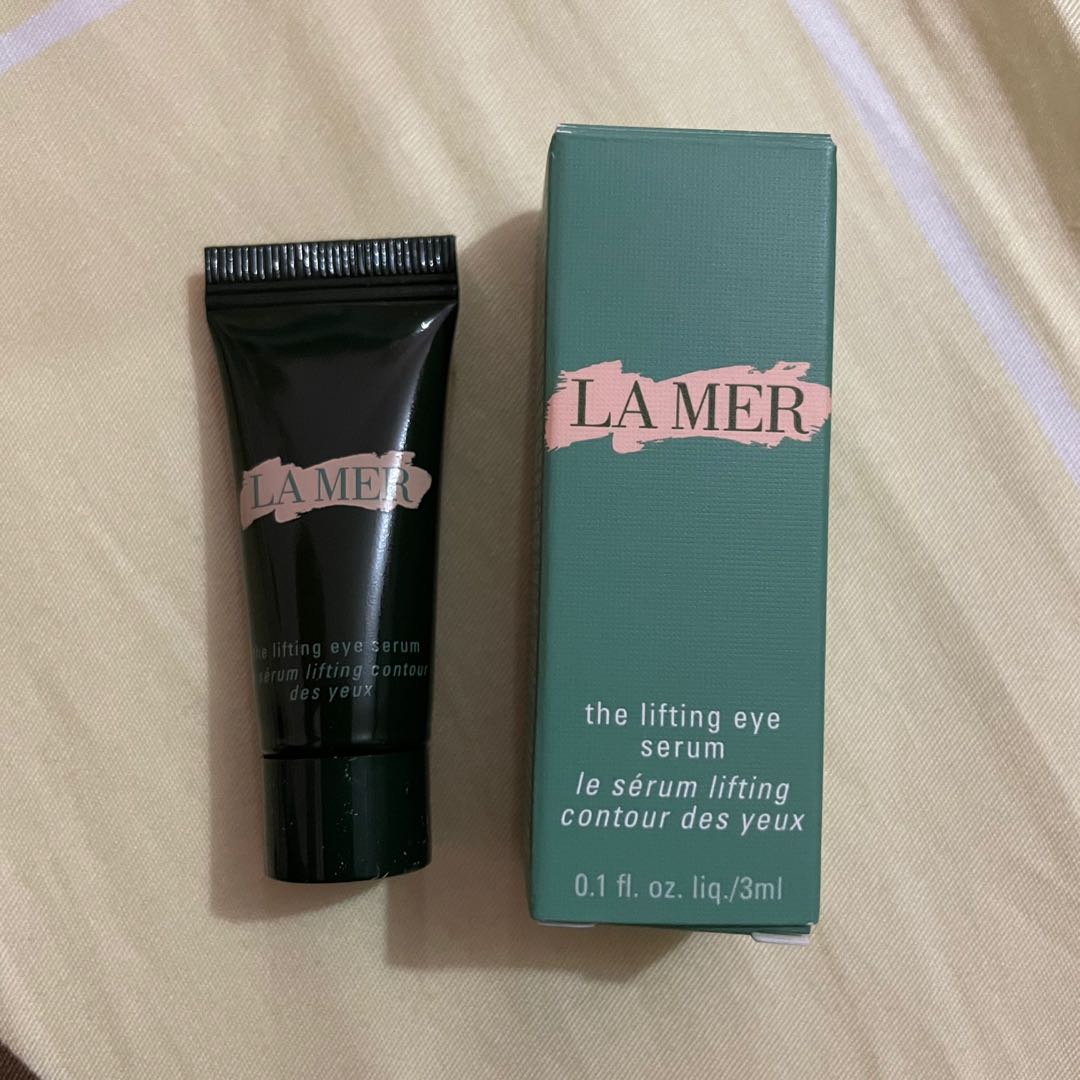 LA MER
the lifting eye serum
sérum lifting contour
des yeux
LA MER
the lifting eye
serum
le sérum lifting
contour des yeux
0.1 fl. oz. liq./3ml